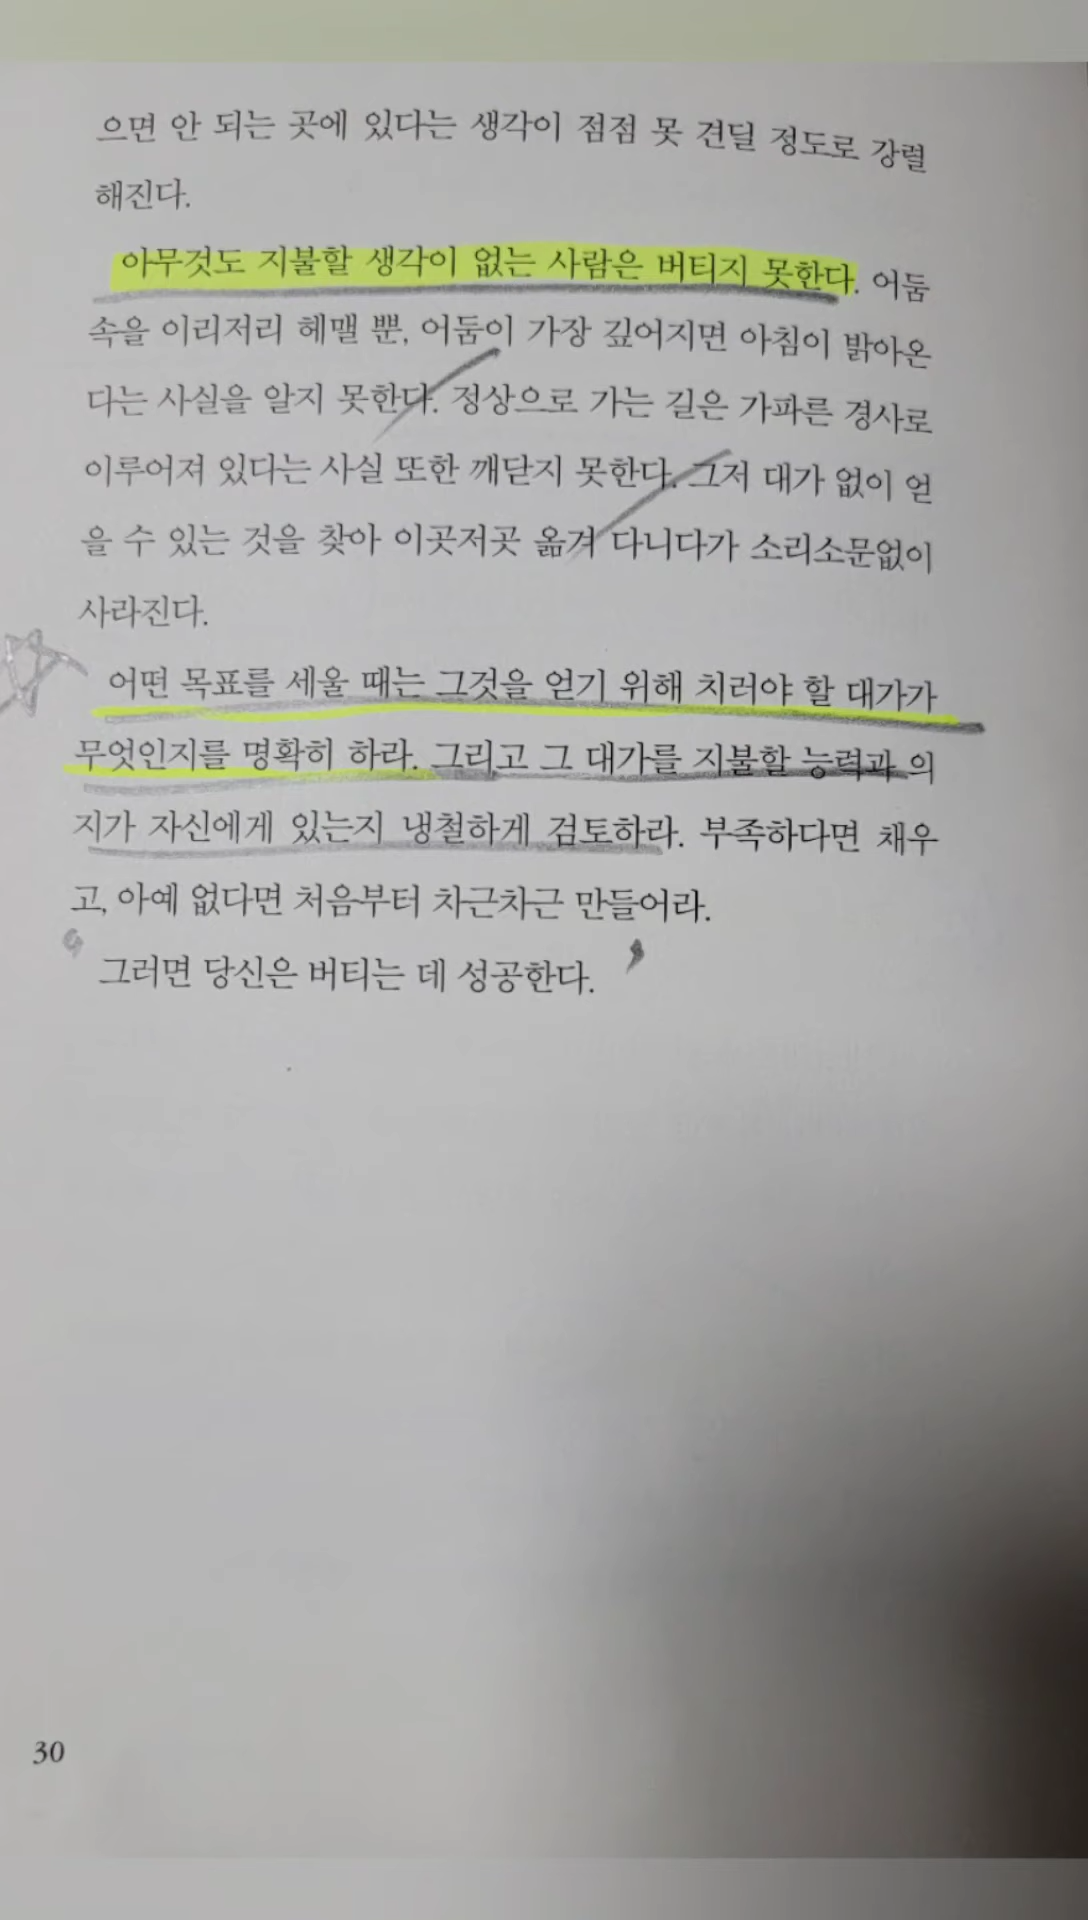 으면 안 되는 곳에 있다는 생각이 점점 못 견딜 정도로 강렬
해진다.
아무것도 지불할 생각이 없는 사람은 버티지 못한다. 어둠
속을 이리저리 헤맬 뿐, 어둠이 가장 깊어지면 아침이 밝아온
다는 사실을 알지 못한다. 정상으로 가는 길은 가파른 경사로
이루어져 있다는 사실 또한 깨닫지 못한다. 그저 대가 없이 얻
을 수 있는 것을 찾아 이곳저곳 옮겨 다니다가 소리소문없이
사라진다.
어떤 목표를 세울 때는 그것을 얻기 위해 치러야 할 대가가
무엇인지를 명확히 하라. 그리고 그 대가를 지불할 능력과 의
지가 자신에게 있는지 냉철하게 검토하라. 부족하다면 채우
고, 아예 없다면 처음부터 차근차근 만들어라.
그러면 당신은 버티는 데 성공한다.
30